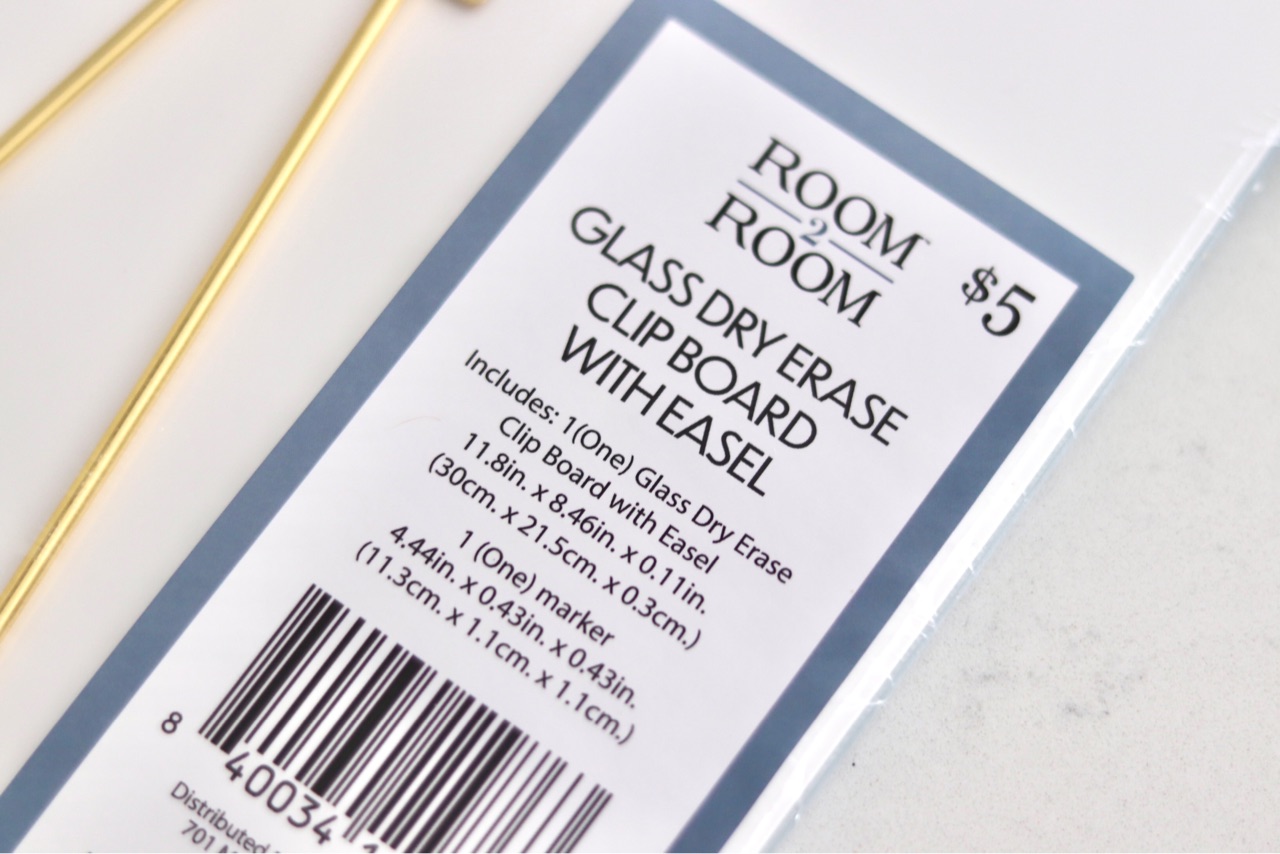 ROOM
2
ROOM
$5
GLASS DRY ERASE
CLIP BOARD
WITH EASEL
Includes: 1(One) Glass Dry Erase
Clip Board with Easel
11.8in. x 8.46in. x 0.11in.
(30cm. x 21.5cm. x 0.3cm.)
1 (One) marker
4.44in. x 0.43in. x 0.43in.
(11.3cm. x 1.1cm. x 1.1cm.)
8 40034
Distributed
701